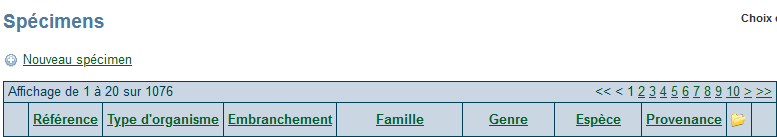 Spécimens
Choix
Nouveau spécimen
Affichage de 1 à 20 sur 1076 << < 1 2 3 4 5 6 7 8 9 10 > >>
Référence Type d'organisme Embranchement Famille Genre Espèce Provenance